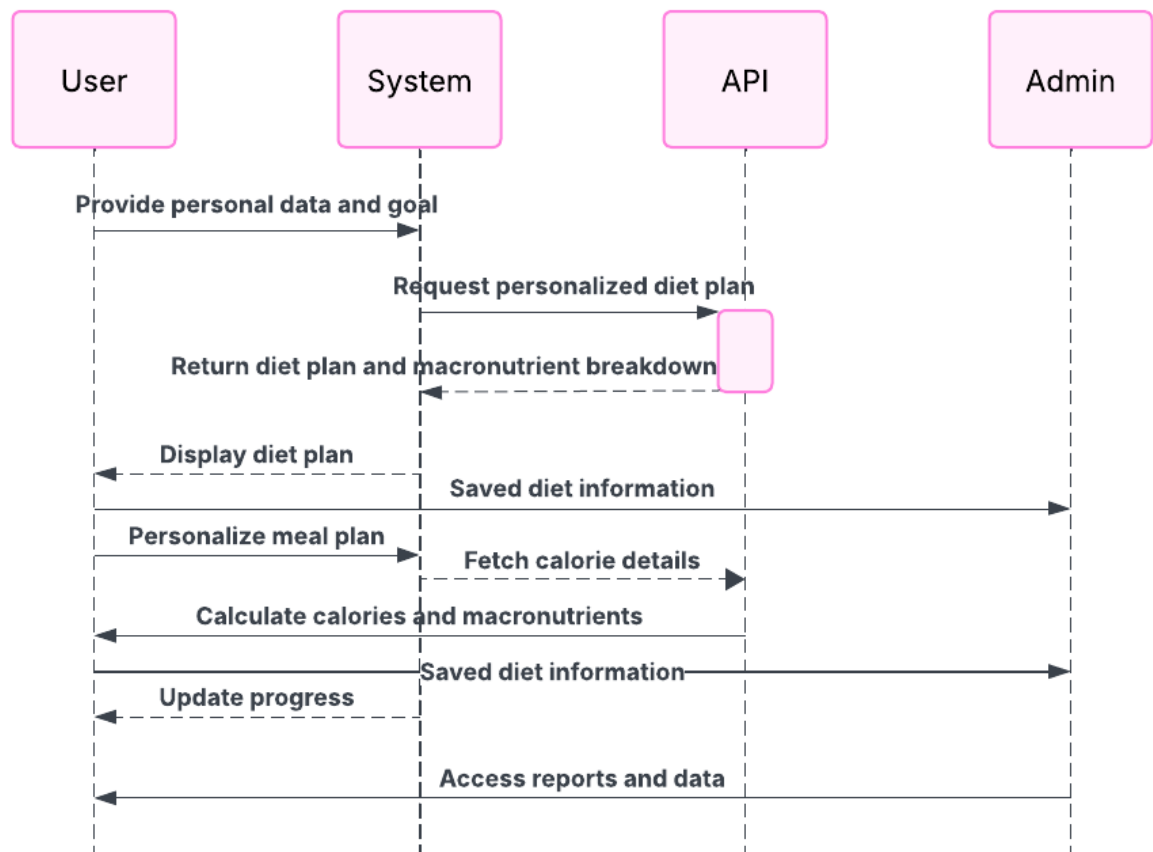 User
System
API
Admin
Provide personal data and goal
Request personalized diet plan
Return diet plan and macronutrient breakdown
Display diet plan
Saved diet information
Personalize meal plan
Fetch calorie details
Calculate calories and macronutrients
Saved diet information
Update progress
Access reports and data